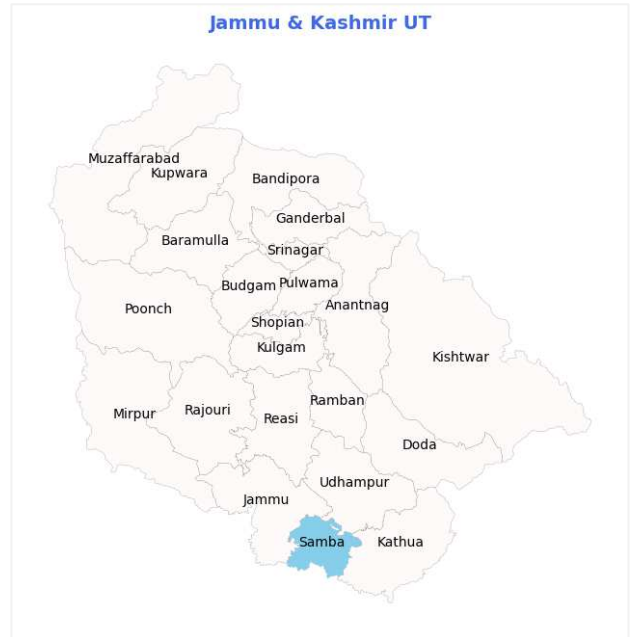 Jammu & Kashmir UT
Muzaffarabad
Kupwara
Bandipora
Ganderbal
Baramulla
Srinagar
Budgam
Pulwama
Anantnag
Poonch
Shopian
Kulgam
Kishtwar
Ramban
Rajouri
Mirpur
Reasi
Doda
Udhampur
Jammu
Samba
Kathua